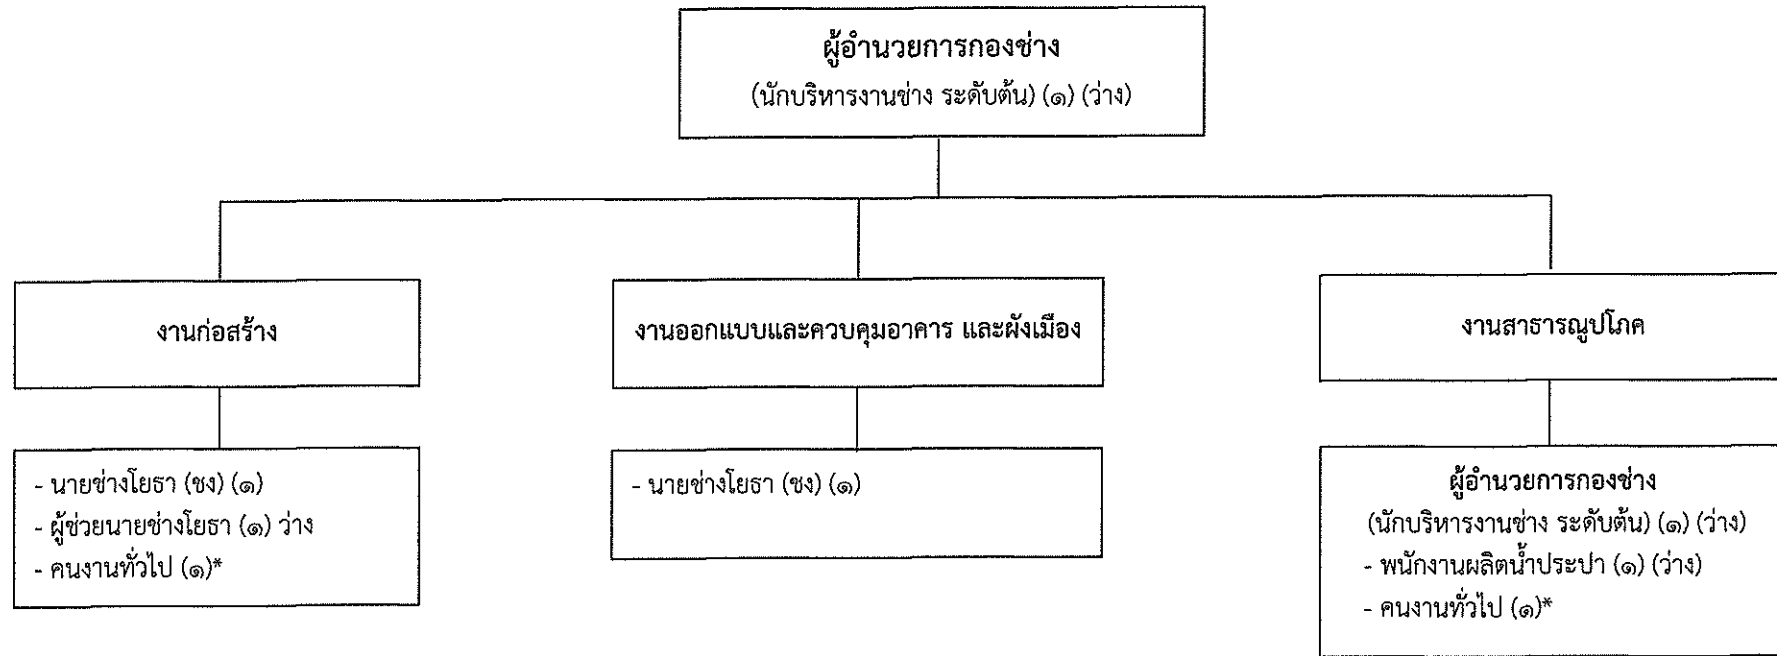 ผู้อำนวยการกองช่าง
(นักบริหารงานช่าง ระดับต้น) (๑) (ว่าง)
งานก่อสร้าง
งานออกแบบและควบคุมอาคาร และผังเมือง
งานสาธารณูปโภค
- นายช่างโยธา (ชง) (๑)
- ผู้ช่วยนายช่างโยธา (๑) ว่าง
- คนงานทั่วไป (๑)*
- นายช่างโยธา (ชง) (๑)
ผู้อำนวยการกองช่าง
(นักบริหารงานช่าง ระดับต้น) (๑) (ว่าง)
- พนักงานผลิตน้ำประปา (๑) (ว่าง)
- คนงานทั่วไป (๑)*